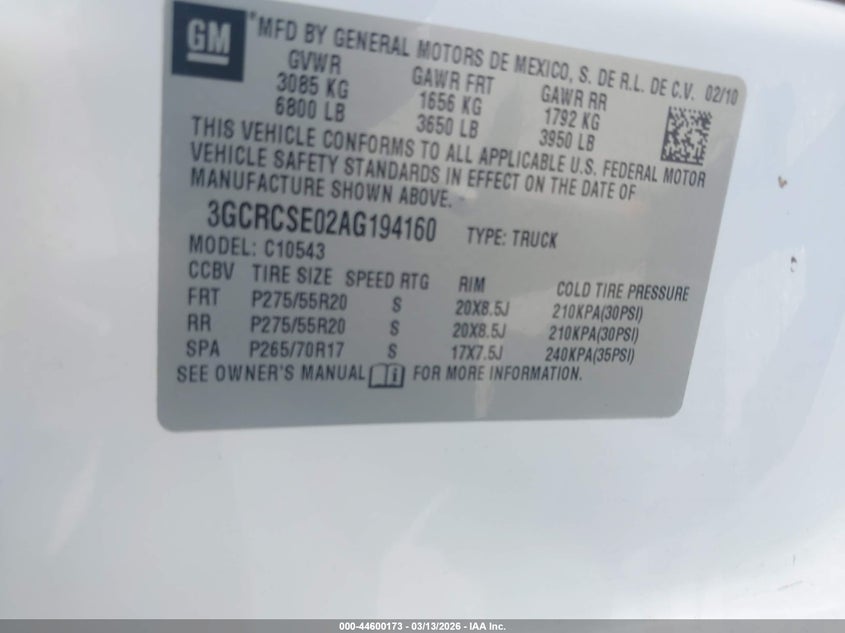 GM
MFD BY GENERAL MOTORS DE MEXICO, S. DE R.L. DE C.V. 02/10
GVWR GAWR FRT GAWR RR
3085 KG 1656 KG 1792 KG
6800 LB 3650 LB 3950 LB
THIS VEHICLE CONFORMS TO ALL APPLICABLE U.S. FEDERAL MOTOR
VEHICLE SAFETY STANDARDS IN EFFECT ON THE DATE OF
MANUFACTURE SHOWN ABOVE.
3GCRCSE02AG194160 TYPE: TRUCK
MODEL: C10543
CCBV TIRE SIZE SPEED RTG RIM COLD TIRE PRESSURE
FRT P275/55R20 S 20X8.5J 210KPA(30PSI)
RR P275/55R20 S 20X8.5J 210KPA(30PSI)
SPA P265/70R17 S 17X7.5J 240KPA(35PSI)
SEE OWNER'S MANUAL FOR MORE INFORMATION.
000-44600173 | 03/13/2026 - IAA Inc.